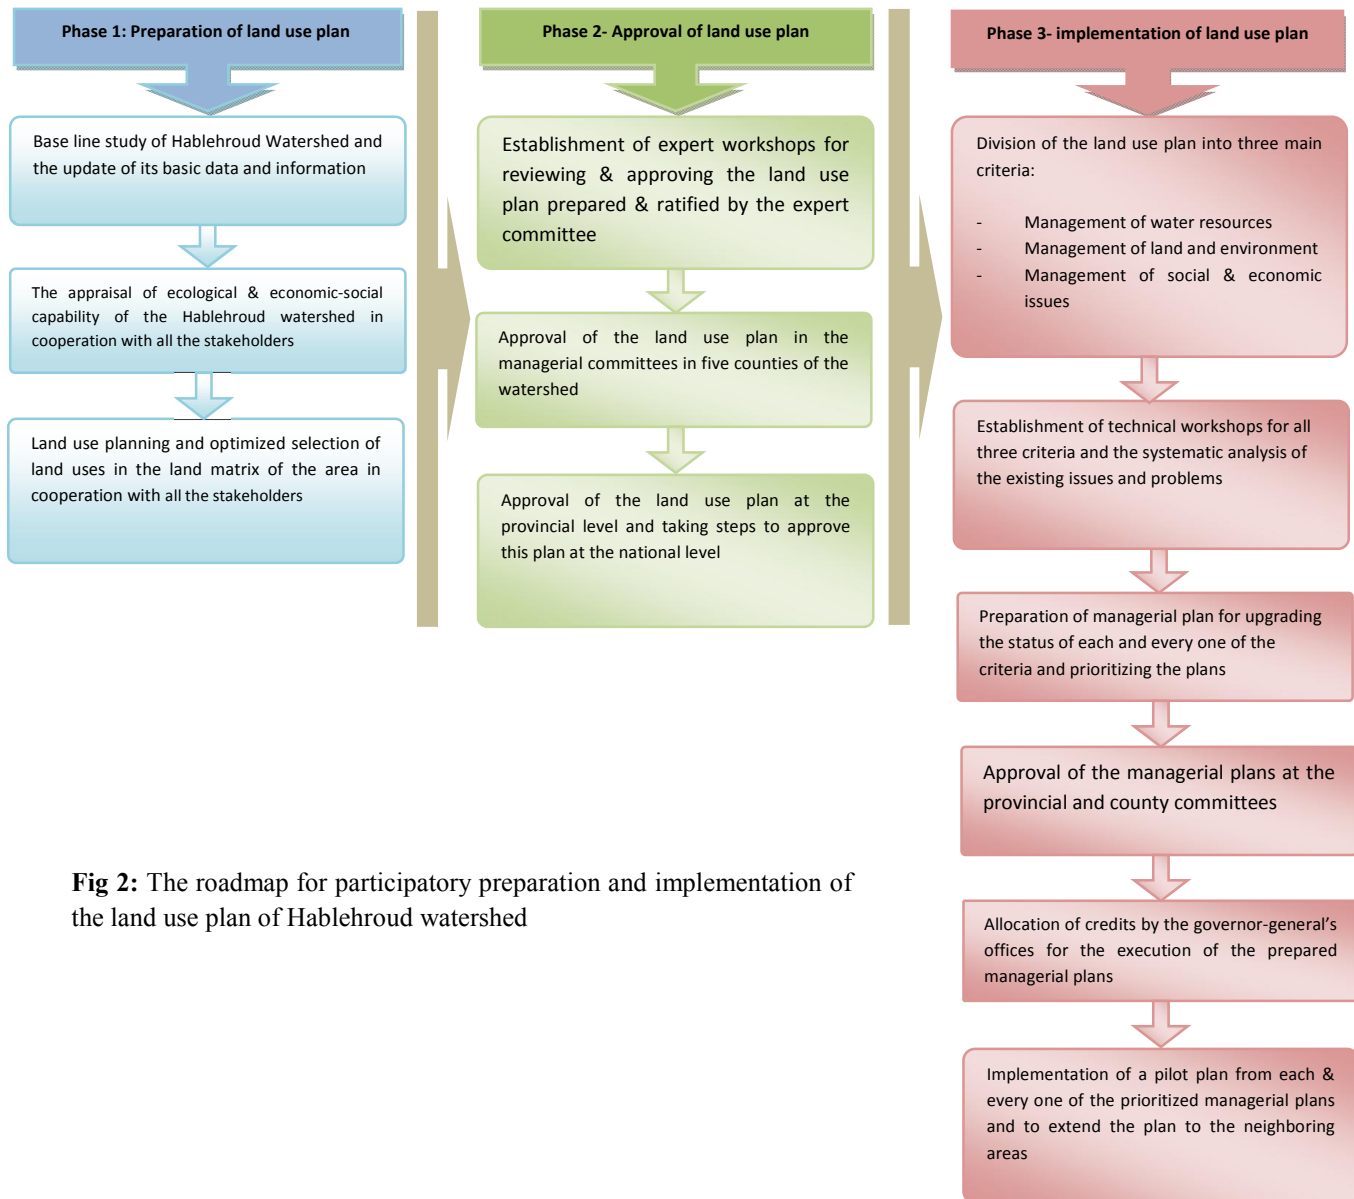 Phase 1: Preparation of land use plan
Base line study of Hablehroud Watershed and
the update of its basic data and information
The appraisal of ecological & economic-social
capability of the Hablehroud watershed in
cooperation with all the stakeholders
Land use planning and optimized selection of
land uses in the land matrix of the area in
cooperation with all the stakeholders
Phase 2- Approval of land use plan
Establishment of expert workshops for
reviewing & approving the land use
plan prepared & ratified by the expert
committee
Approval of the land use plan in the
managerial committees in five counties of the
watershed
Approval of the land use plan at the
provincial level and taking steps to approve
this plan at the national level
Phase 3- implementation of land use plan
Division of the land use plan into three main
criteria:
- Management of water resources
- Management of land and environment
- Management of social & economic
issues
Establishment of technical workshops for all
three criteria and the systematic analysis of
the existing issues and problems
Preparation of managerial plan for upgrading
the status of each and every one of the
criteria and prioritizing the plans
Approval of the managerial plans at the
provincial and county committees
Allocation of credits by the governor-general’s
offices for the execution of the prepared
managerial plans
Implementation of a pilot plan from each &
every one of the prioritized managerial plans
and to extend the plan to the neighboring
areas
Fig 2: The roadmap for participatory preparation and implementation of
the land use plan of Hablehroud watershed